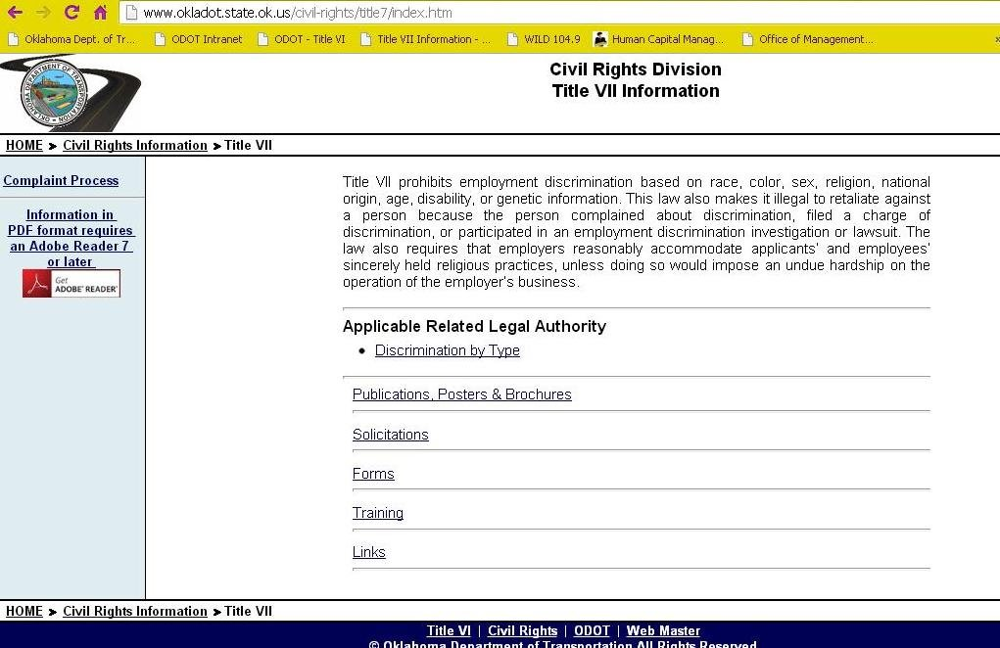 www.okladot.state.ok.us/civil-rights/title7/index.htm
Oklahoma Dept. of Tr... ODOT Intranet ODOT - Title VI Title VII Information - ... WILD 104.9 Human Capital Manag... Office of Management...
Civil Rights Division
Title VII Information
HOME > Civil Rights Information > Title VII
Complaint Process
Information in
PDF format requires
an Adobe Reader 7
or later
Get
ADOBE® READER®
Title VII prohibits employment discrimination based on race, color, sex, religion, national
origin, age, disability, or genetic information. This law also makes it illegal to retaliate against
a person because the person complained about discrimination, filed a charge of
discrimination, or participated in an employment discrimination investigation or lawsuit. The
law also requires that employers reasonably accommodate applicants' and employees'
sincerely held religious practices, unless doing so would impose an undue hardship on the
operation of the employer's business.
Applicable Related Legal Authority
• Discrimination by Type
Publications, Posters & Brochures
Solicitations
Forms
Training
Links
HOME > Civil Rights Information > Title VII
Title VI | Civil Rights | ODOT | Web Master
© Oklahoma Department of Transportation All Rights Reserved